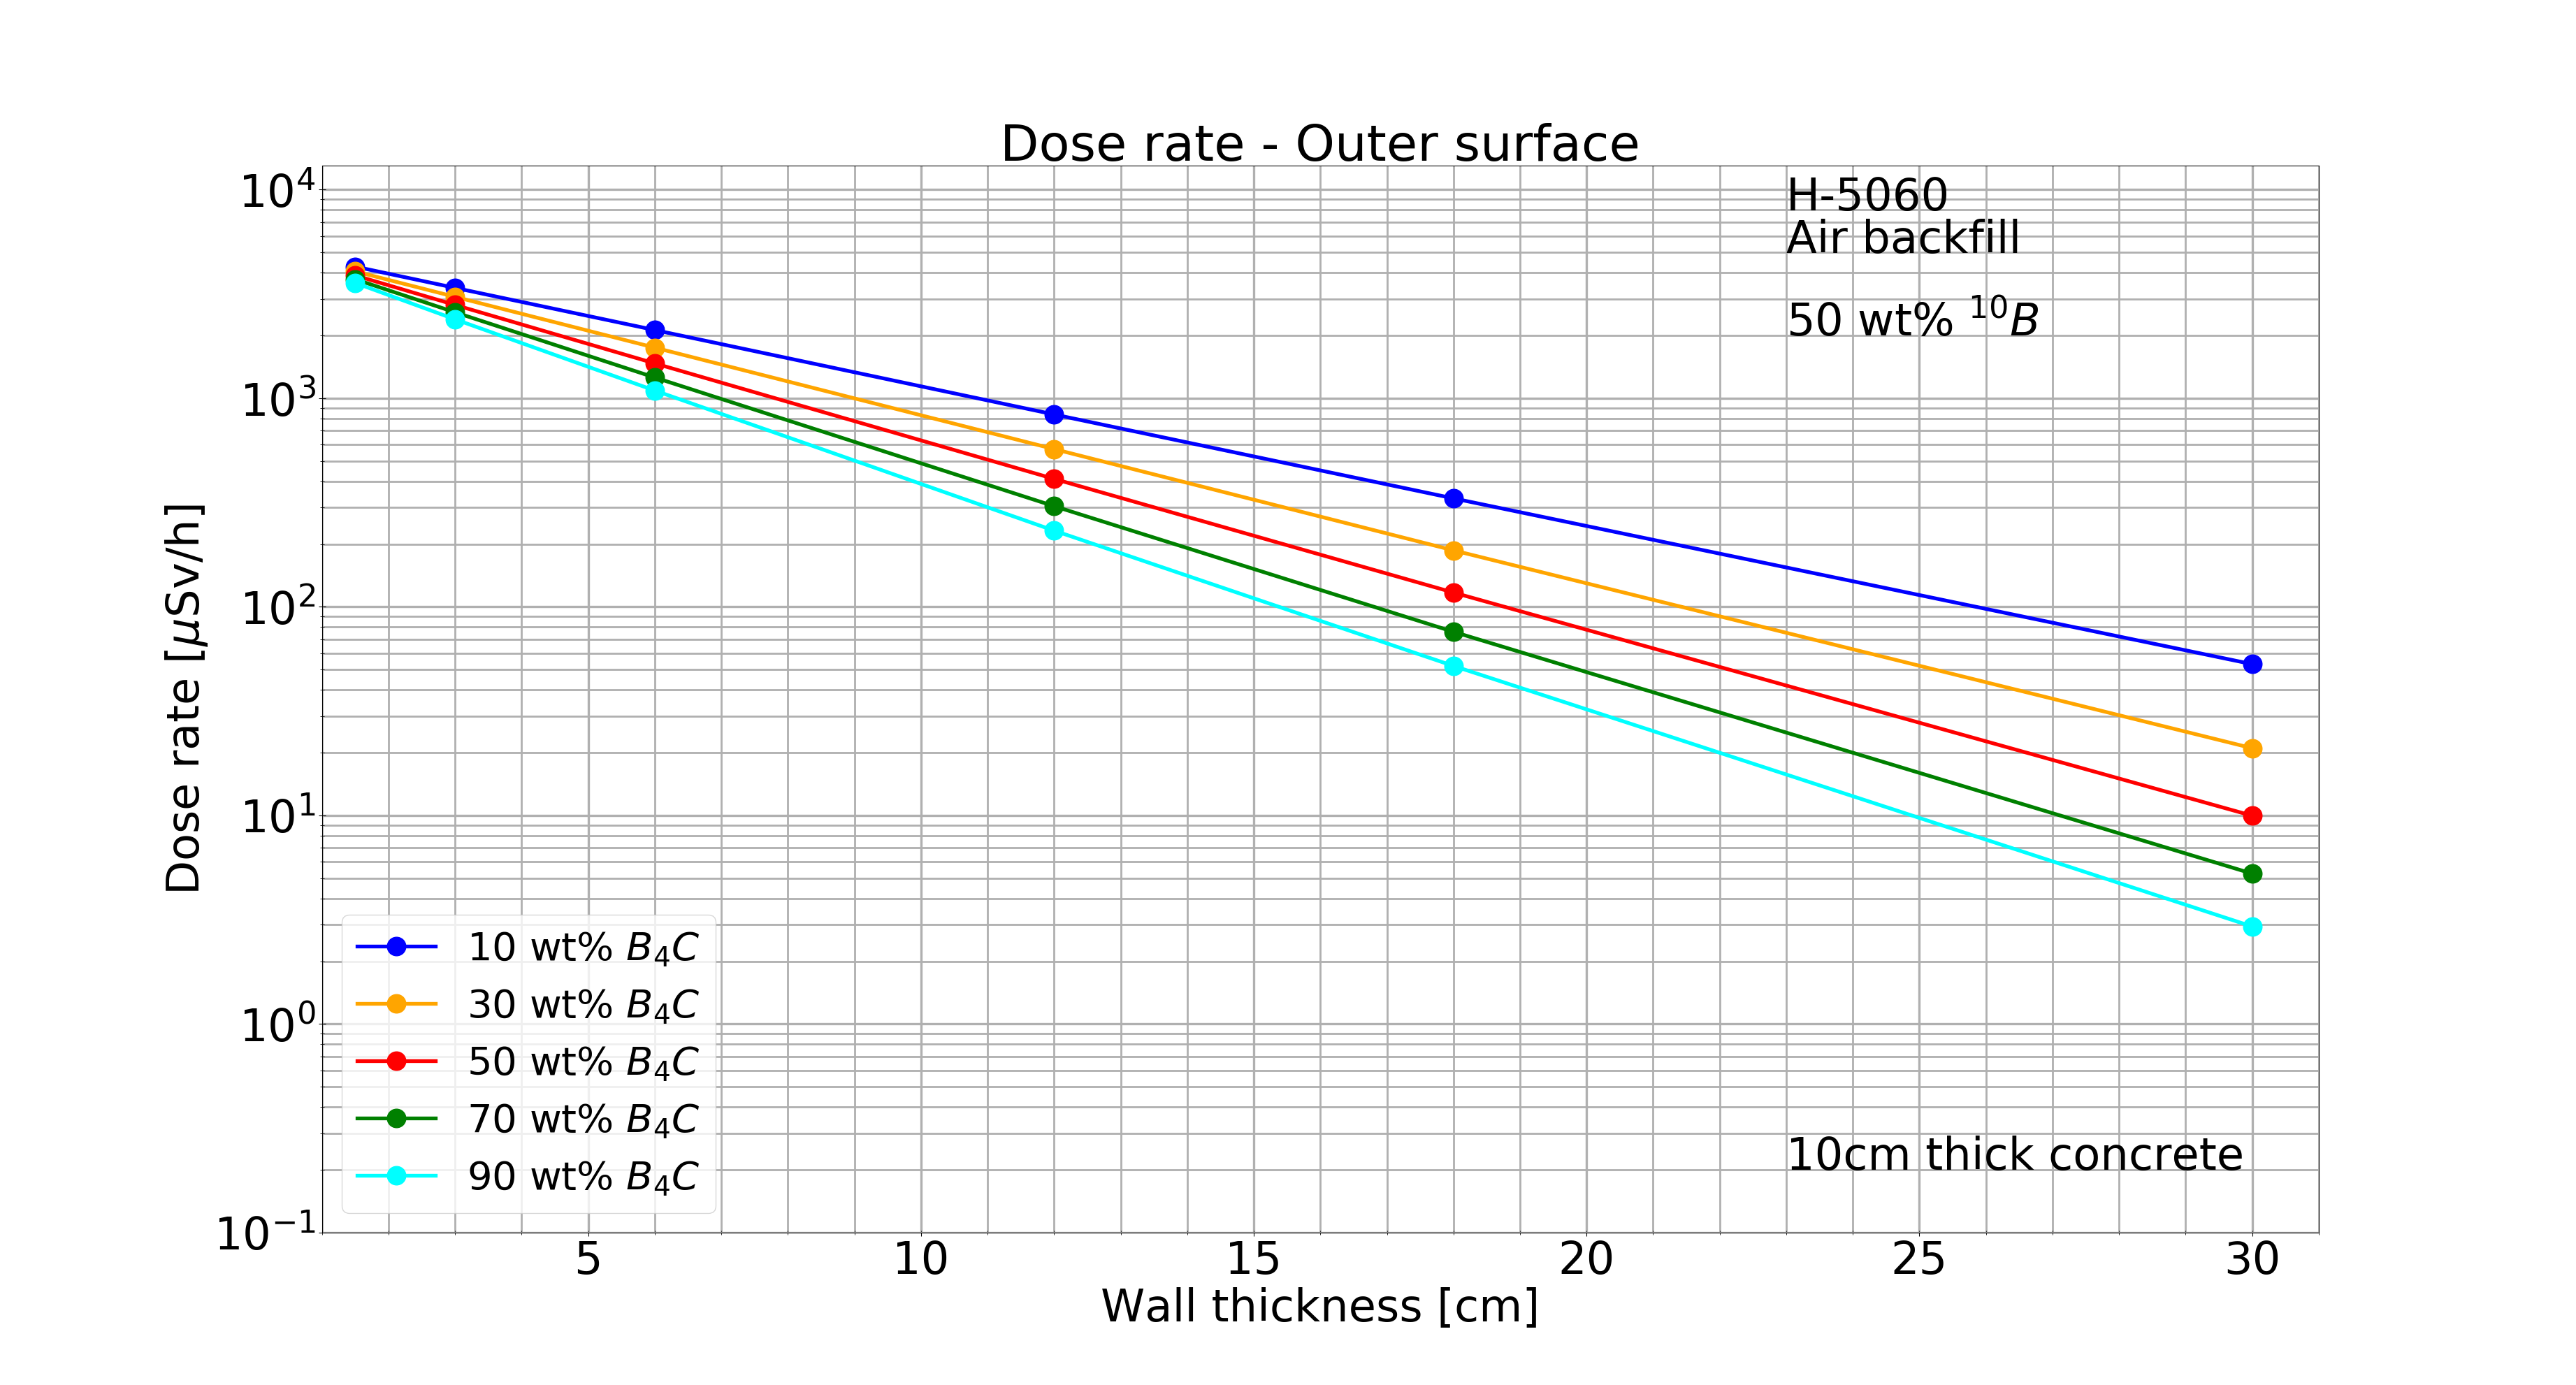 Dose rate - Outer surface
H-5060
Air backfill
50 wt% ¹⁰B
10⁴
10³
10²
10¹
10⁰
10⁻¹
Dose rate [μSv/h]
10 wt% B₄C
30 wt% B₄C
50 wt% B₄C
70 wt% B₄C
90 wt% B₄C
10cm thick concrete
5 10 15 20 25 30
Wall thickness [cm]